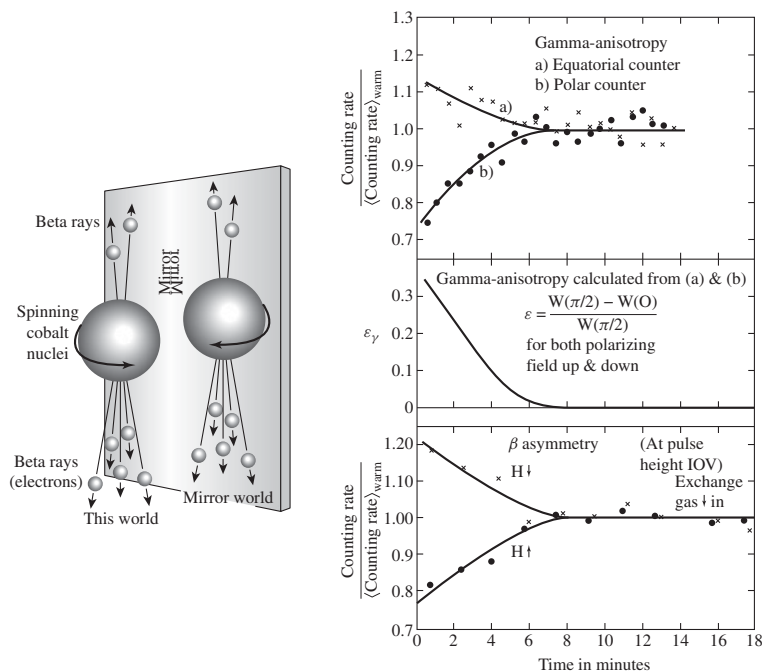 Beta rays
Mirror
Mirror
Spinning
cobalt
nuclei
Beta rays
(electrons)
This world
Mirror world
1.3
1.2
1.1
1.0
0.9
0.8
0.7
Counting rate
⟨Counting rate⟩warm
Gamma-anisotropy
a) Equatorial counter
b) Polar counter
a)
b)
0.3
0.2
0.1
0
εγ
Gamma-anisotropy calculated from (a) & (b)
ε = W(π/2) – W(O)
W(π/2)
for both polarizing
field up & down
1.20
1.10
1.00
0.90
0.8
0.7
Counting rate
⟨Counting rate⟩warm
β asymmetry
(At pulse
height IOV)
Exchange
gas in
H
H
0 2 4 6 8 10 12 14 16 18
Time in minutes